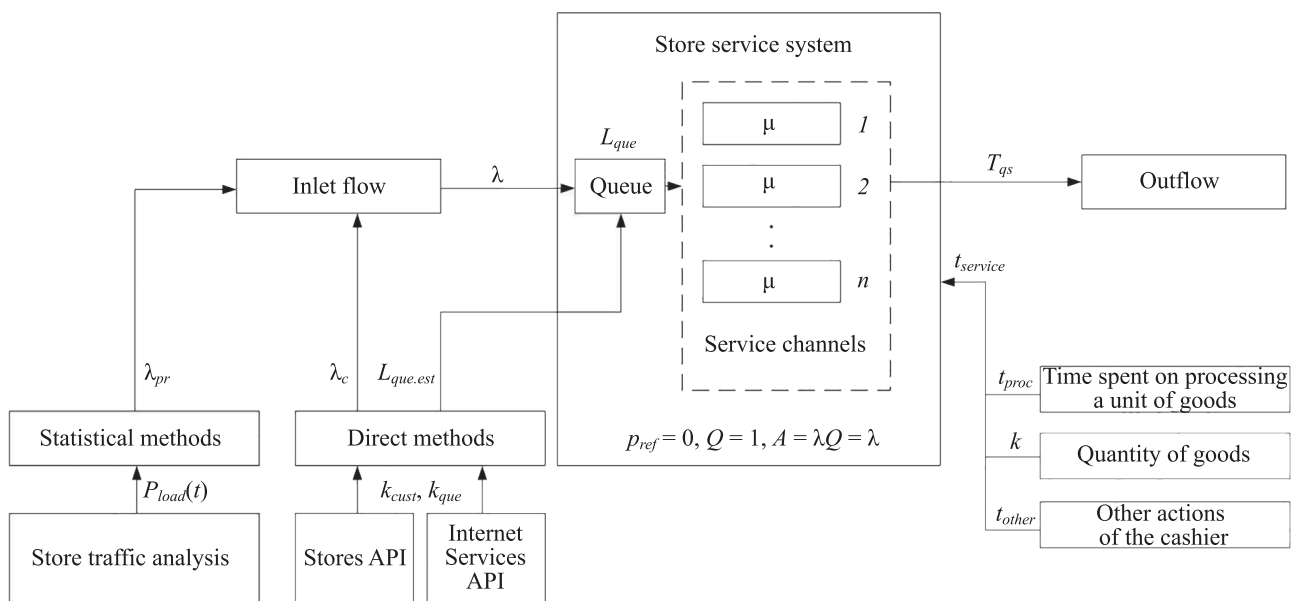 Store service system
μ 1
L_que
Inlet flow
λ
Queue
μ 2
T_qs
Outflow
:
μ n
t_service
Service channels
λ_pr
λ_c
L_que.est
t_proc
Time spent on processing
a unit of goods
Statistical methods
Direct methods
p_ref = 0, Q = 1, A = λQ = λ
k
Quantity of goods
P_load(t)
k_cust, k_que
t_other
Other actions
of the cashier
Store traffic analysis
Stores API
Internet
Services
API